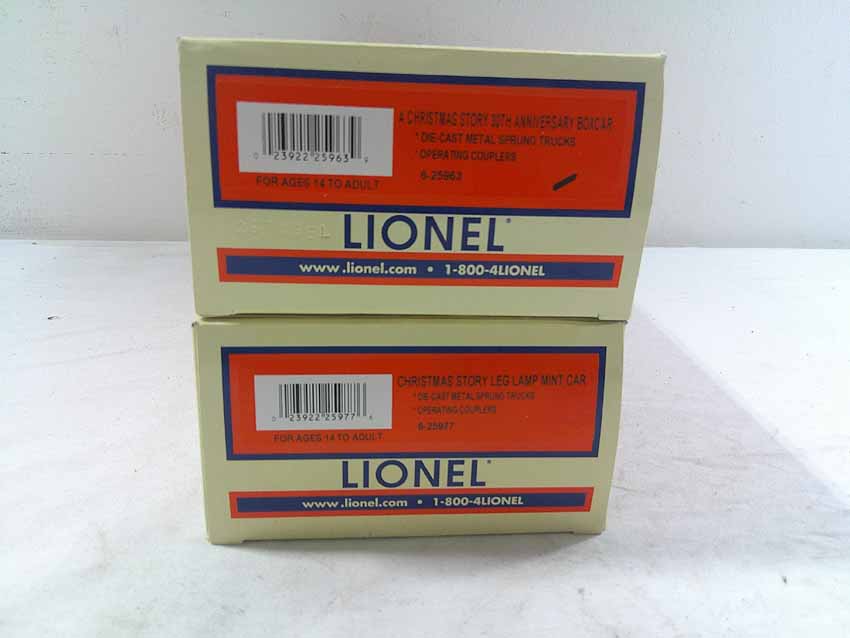 A CHRISTMAS STORY 30TH ANNIVERSARY BOXCAR
* DIE-CAST METAL SPRUNG TRUCKS
* OPERATING COUPLERS
6-25963
0 23922 25963 9
FOR AGES 14 TO ADULT
LIONEL
www.lionel.com • 1-800-4LIONEL
CHRISTMAS STORY LEG LAMP MINT CAR
* DIE-CAST METAL SPRUNG TRUCKS
* OPERATING COUPLERS
6-25977
0 23922 25977 6
FOR AGES 14 TO ADULT
LIONEL
www.lionel.com • 1-800-4LIONEL